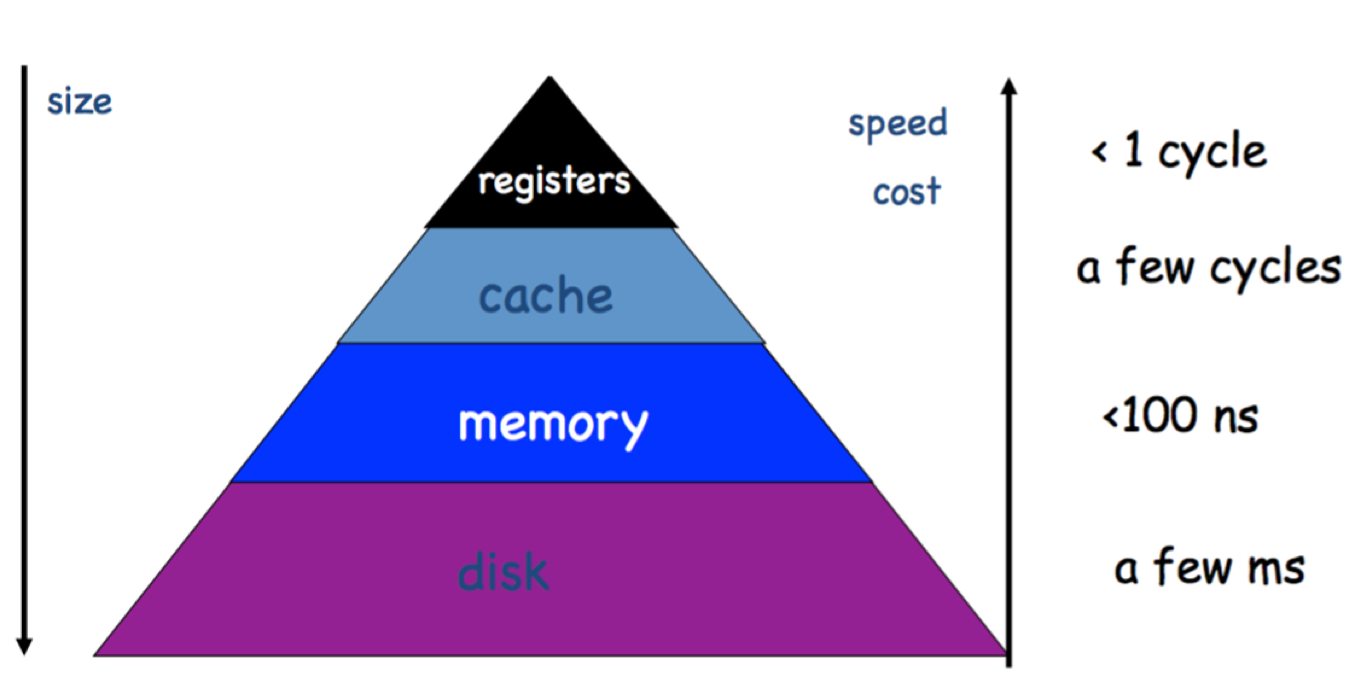 size
speed
cost
registers
cache
memory
disk
< 1 cycle
a few cycles
<100 ns
a few ms